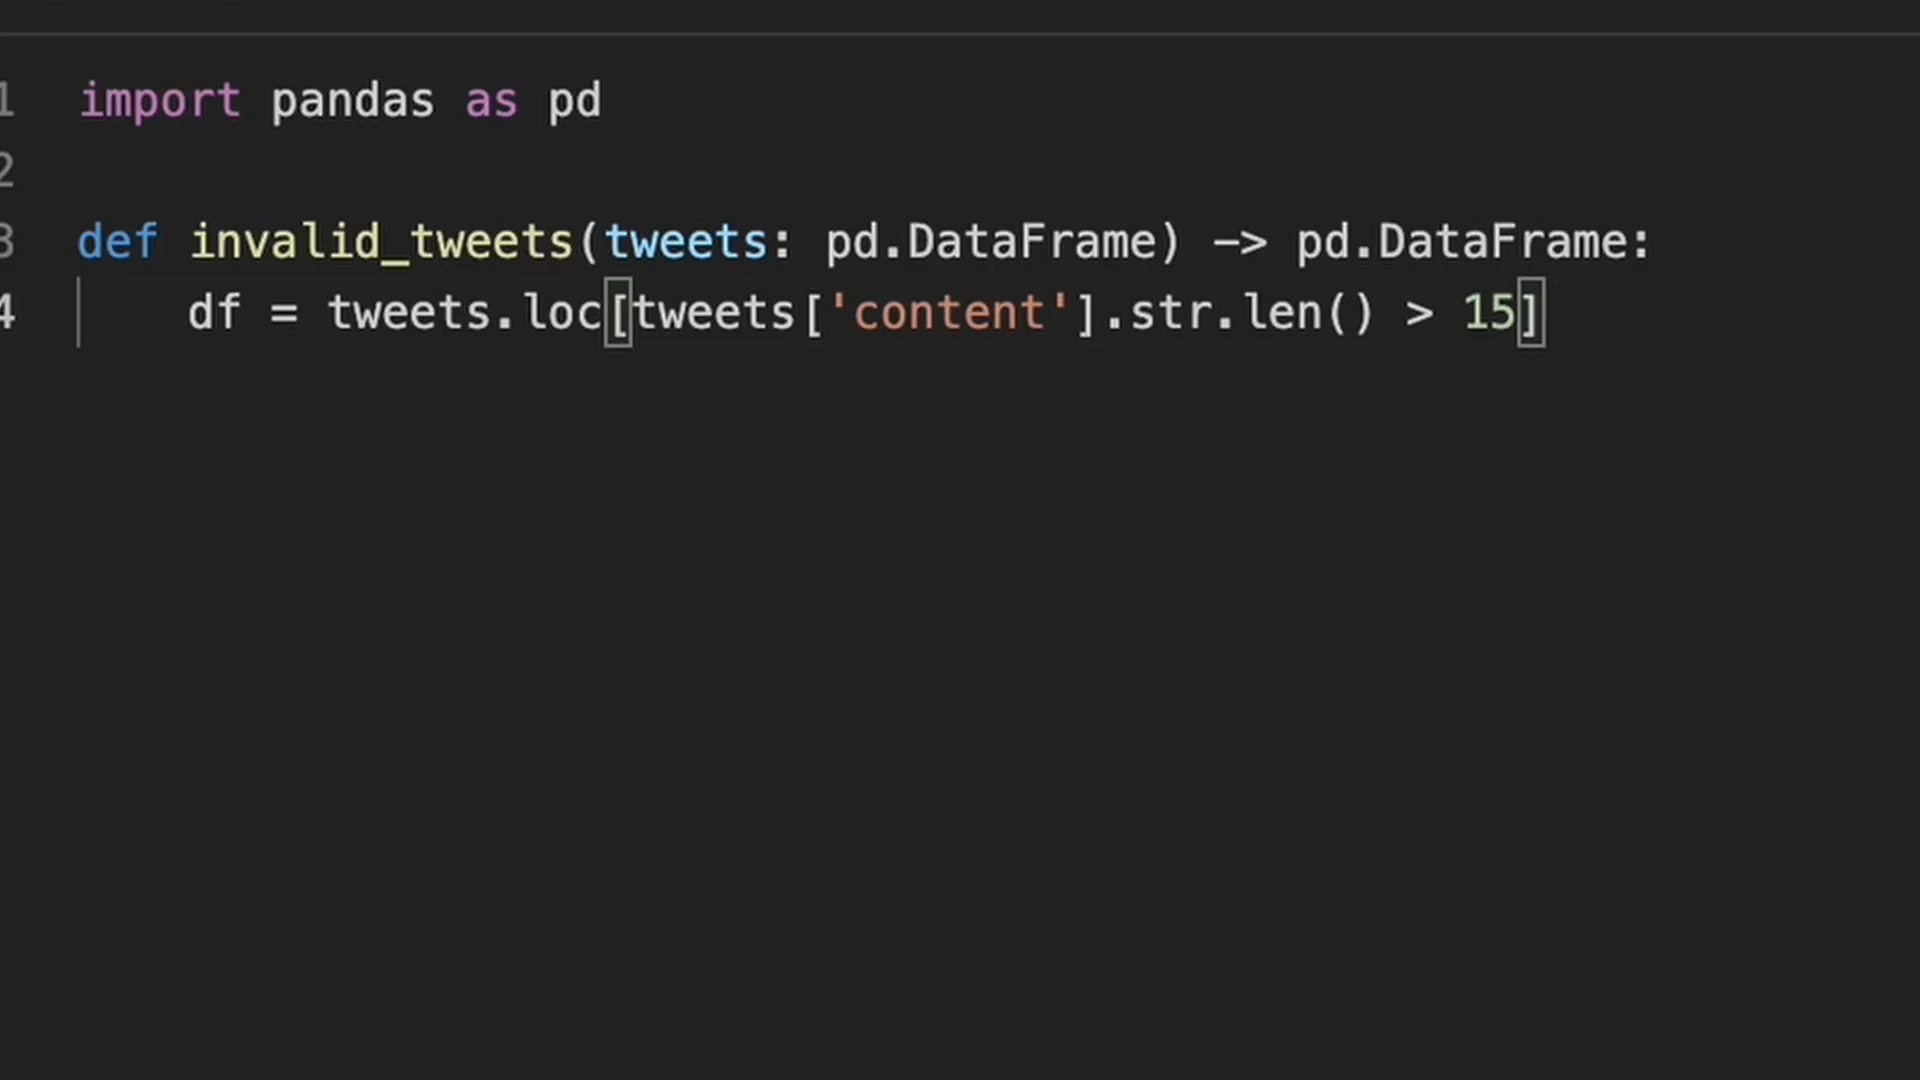 1 import pandas as pd
2
3 def invalid_tweets(tweets: pd.DataFrame) -> pd.DataFrame:
4     df = tweets.loc[tweets['content'].str.len() > 15]